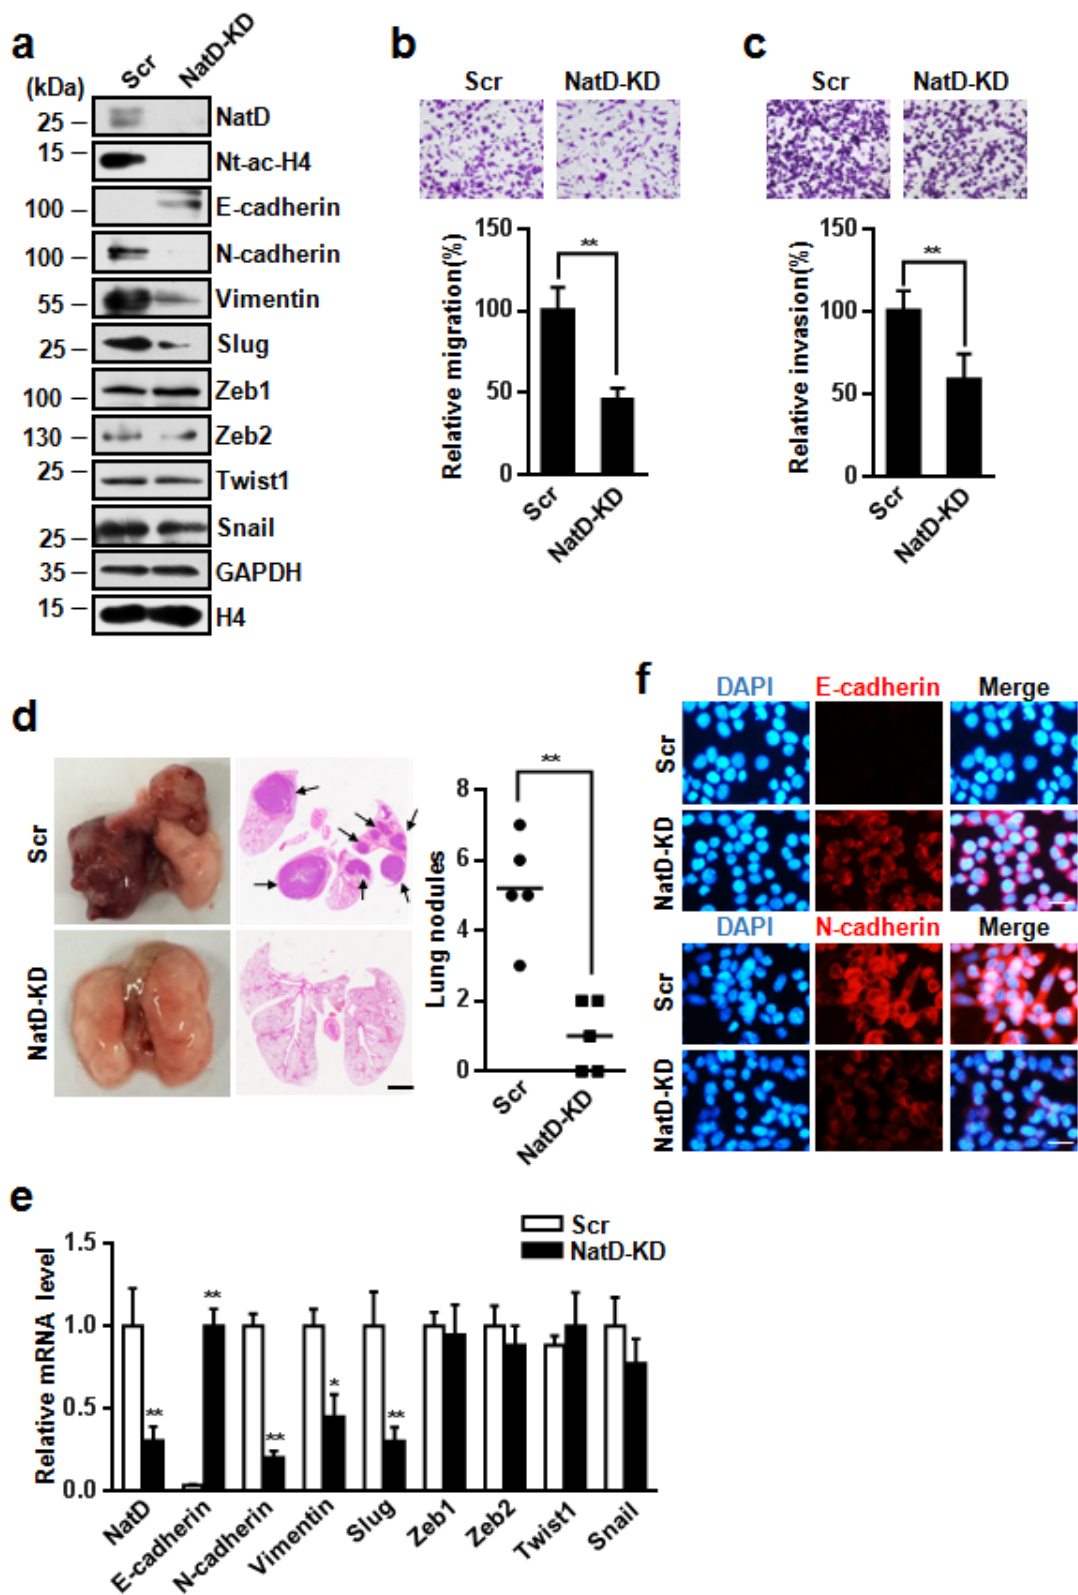 a
Scr
NatD-KD
(kDa)
25
NatD
15
Nt-ac-H4
100
E-cadherin
100
N-cadherin
55
Vimentin
25
Slug
100
Zeb1
130
Zeb2
25
Twist1
25
Snail
35
GAPDH
15
H4
b
Scr NatD-KD
Relative migration(%)
150
100
50
0
Scr
NatD-KD
**
c
Scr NatD-KD
Relative invasion(%)
150
100
50
0
Scr
NatD-KD
**
d
Scr
NatD-KD
Lung nodules
8
6
4
2
0
Scr
NatD-KD
**
f
DAPI E-cadherin Merge
Scr
NatD-KD
DAPI N-cadherin Merge
Scr
NatD-KD
e
Scr
NatD-KD
Relative mRNA level
1.5
1.0
0.5
0.0
**
**
**
*
**
NatD
E-cadherin
N-cadherin
Vimentin
Slug
Zeb1
Zeb2
Twist1
Snail